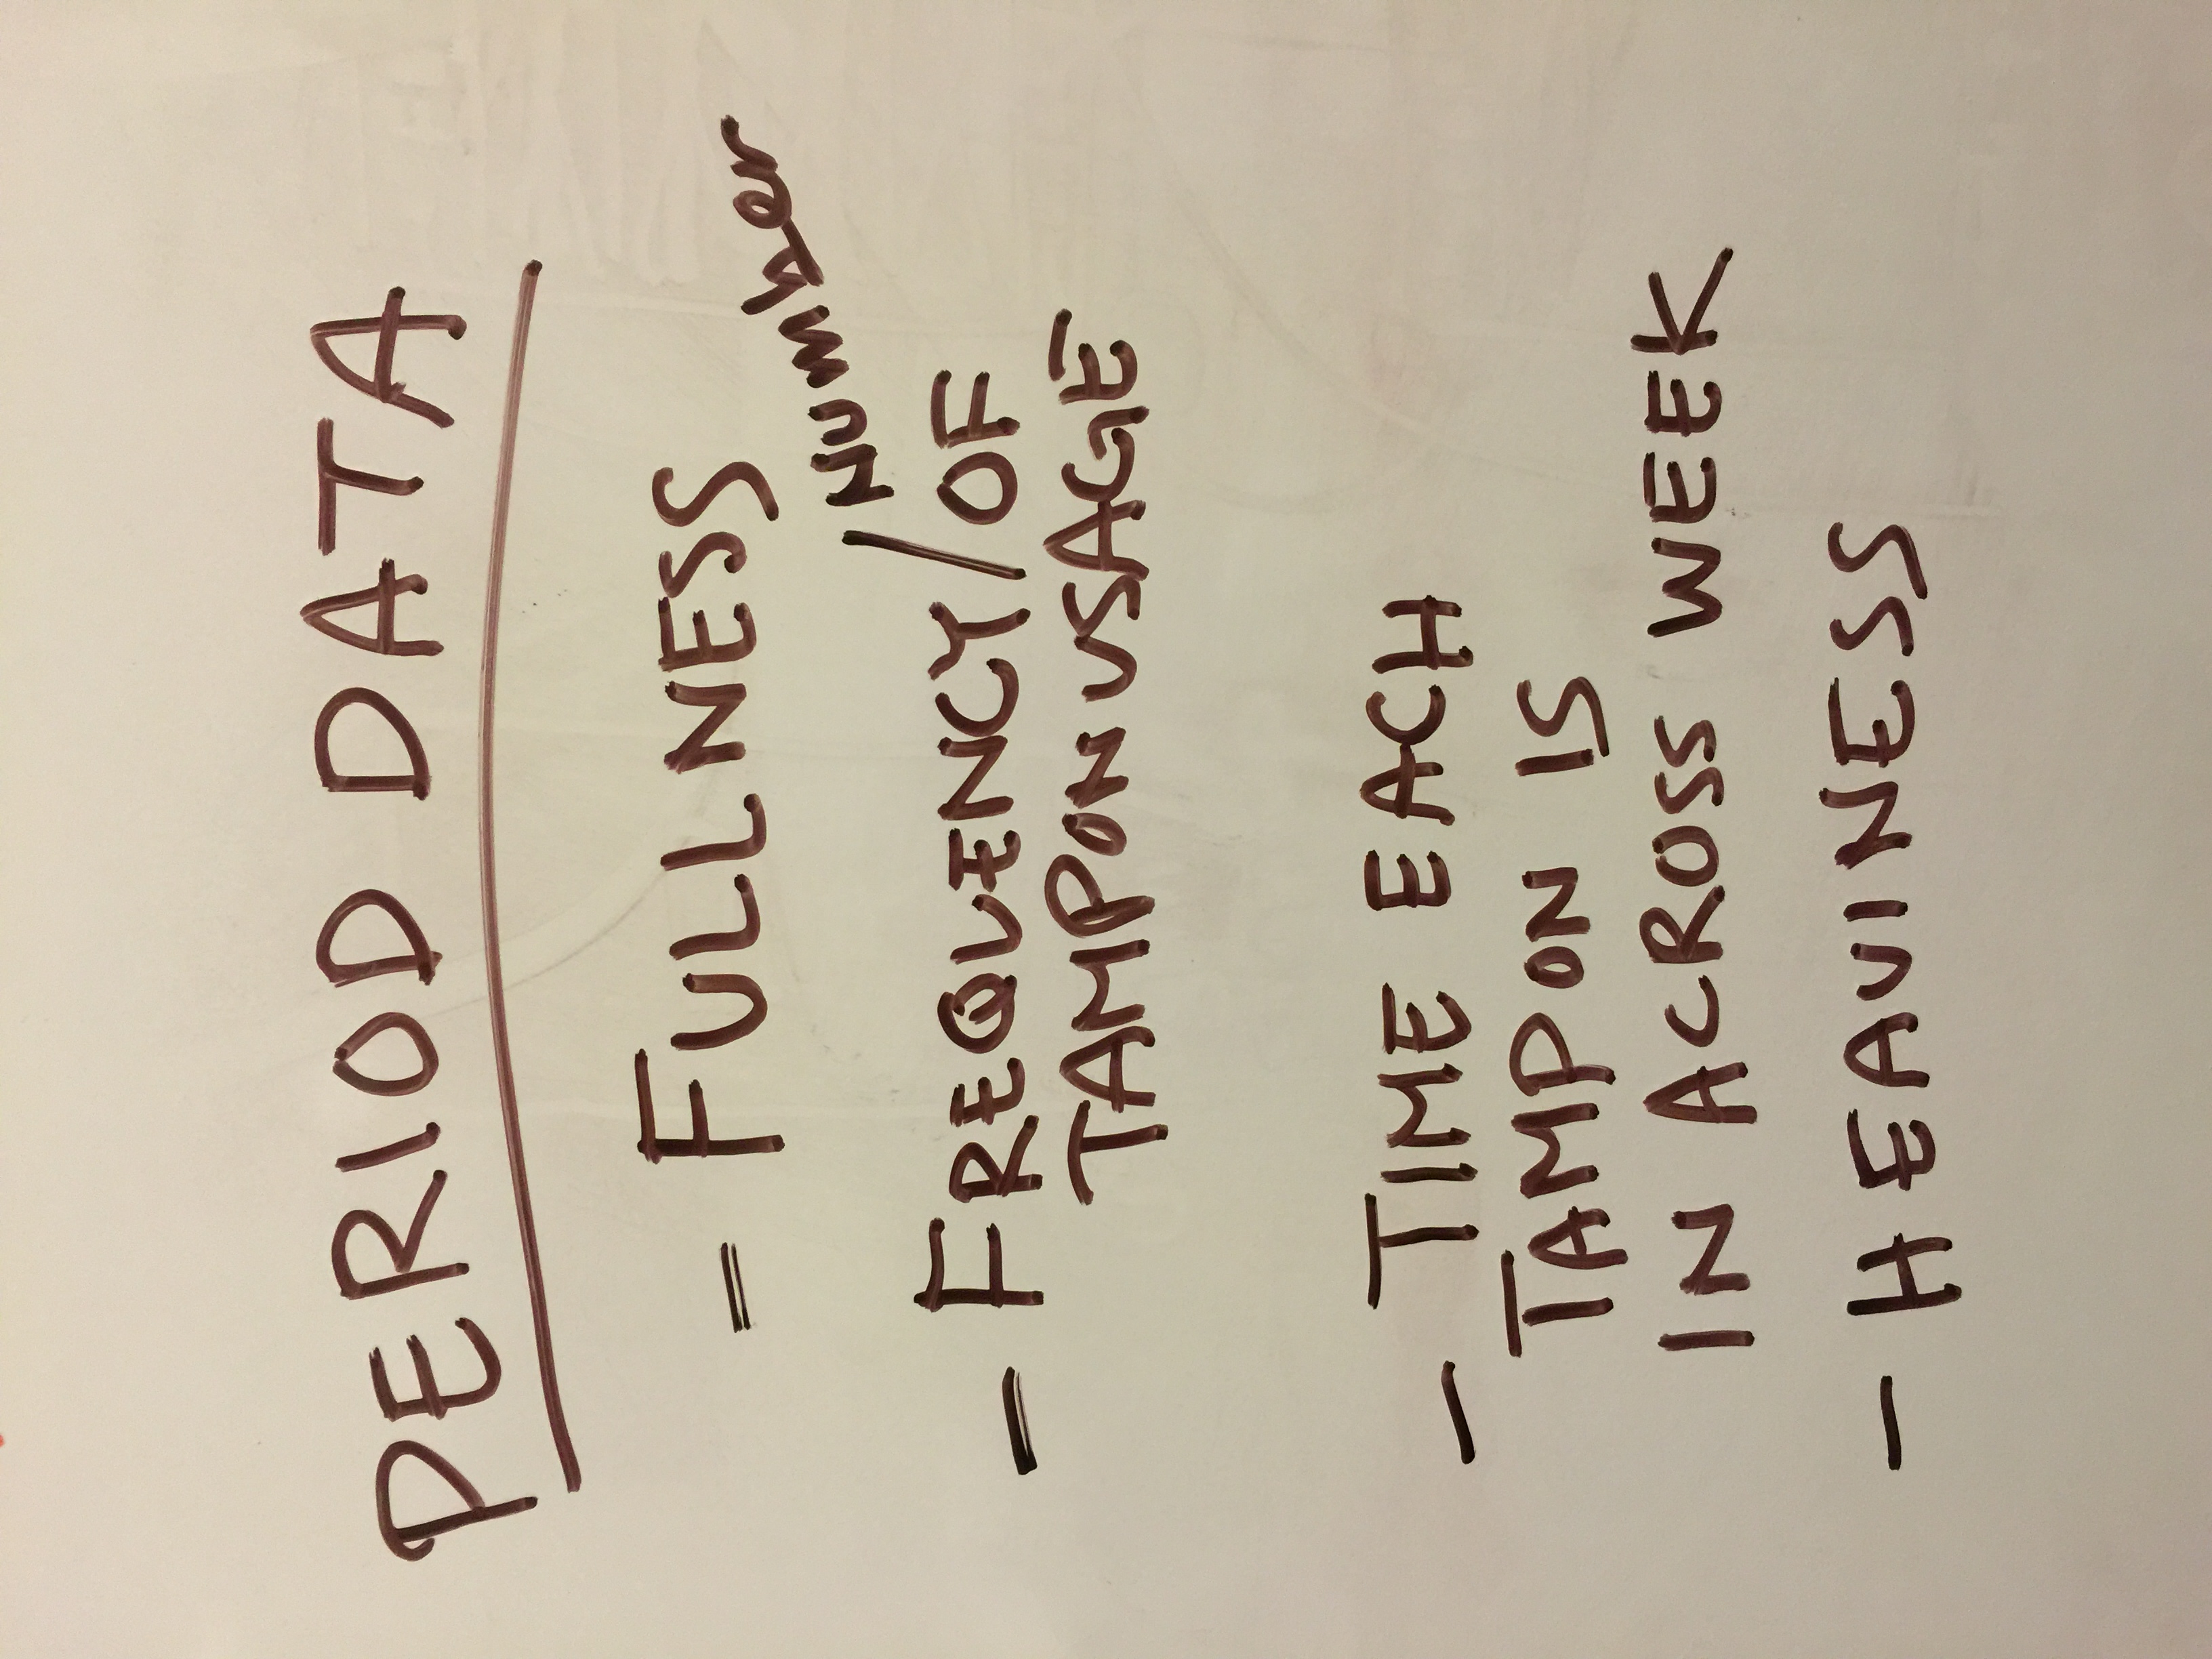 PERIOD DATA
- FULLNESS
- FREQUENCY/NUMBER OF
TAMPON USAGE
- TIME EACH
TAMPON IS
IN ACROSS WEEK
- HEAVINESS